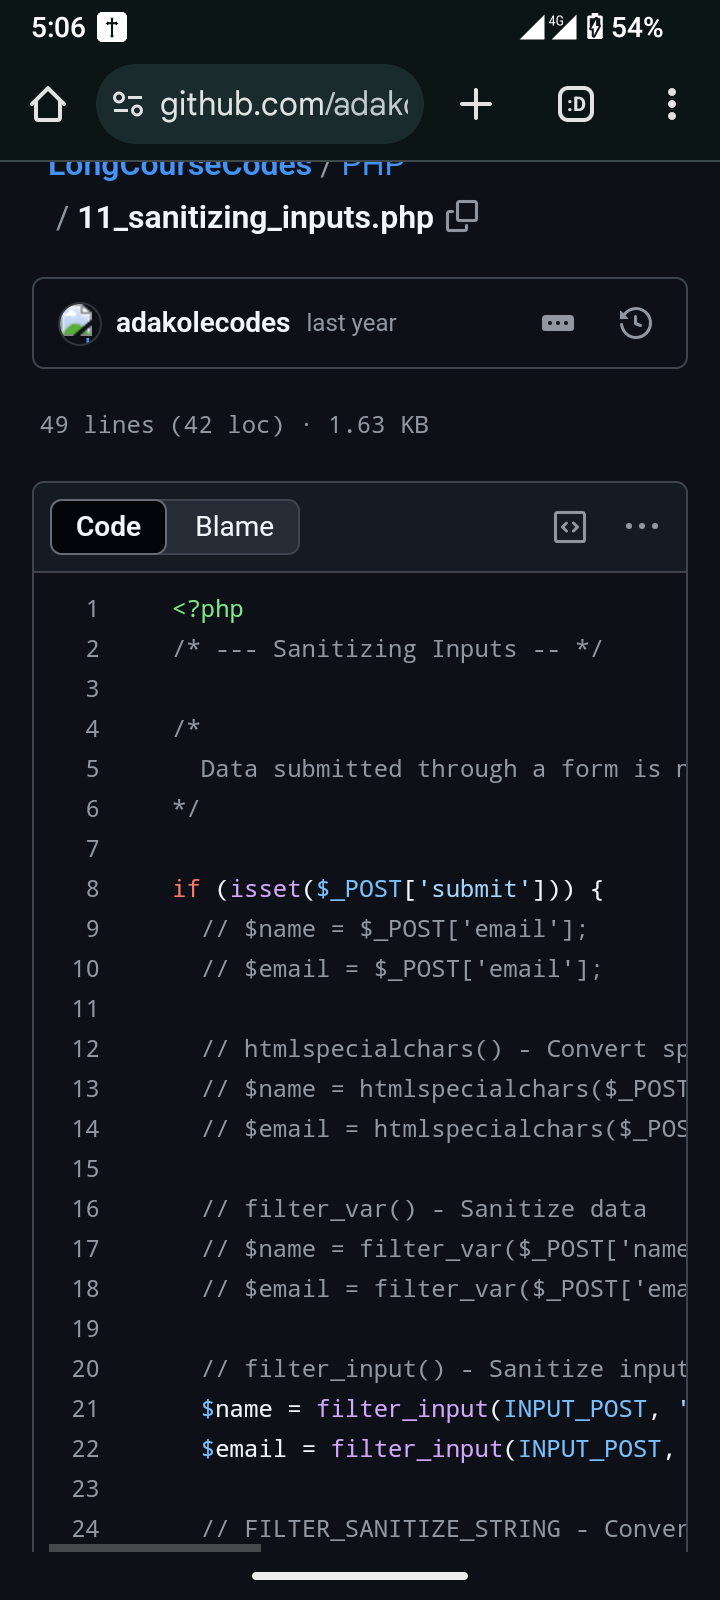 5:06 4G 54%
github.com/adak
LongCourseCodes / PHP
/ 11_sanitizing_inputs.php
adakolecodes last year
49 lines (42 loc) · 1.63 KB
Code Blame
1 <?php
2 /* --- Sanitizing Inputs -- */
3
4 /*
5 Data submitted through a form is
6 */
7
8 if (isset($_POST['submit'])) {
9 // $name = $_POST['email'];
10 // $email = $_POST['email'];
11
12 // htmlspecialchars() - Convert sp
13 // $name = htmlspecialchars($_POST
14 // $email = htmlspecialchars($_POS
15
16 // filter_var() - Sanitize data
17 // $name = filter_var($_POST['name
18 // $email = filter_var($_POST['ema
19
20 // filter_input() - Sanitize input
21 $name = filter_input(INPUT_POST, '
22 $email = filter_input(INPUT_POST,
23
24 // FILTER_SANITIZE_STRING - Conver